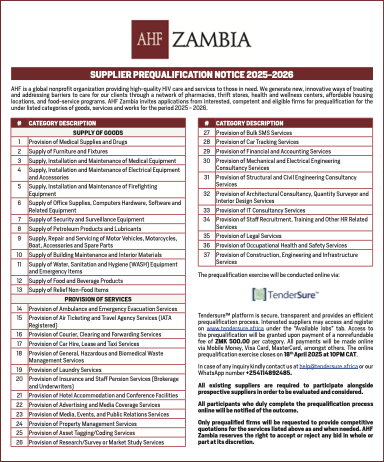 AHF ZAMBIA
SUPPLIER PREQUALIFICATION NOTICE 2025-2026
AHF is a global nonprofit organization providing high-quality HIV care and services to those in need. We generate new, innovative ways of treating
and addressing barriers to care for our clients through a network of pharmacies, thrift stores, health and wellness centers, affordable housing
locations, and food-service programs. AHF Zambia invites applications from interested, competent and eligible firms for prequalification for the
under listed categories of goods, services and works for the period 2025 – 2026.
# CATEGORY DESCRIPTION
SUPPLY OF GOODS
1 Provision of Medical Supplies and Drugs
2 Supply of Furniture and Fixtures
3 Supply, Installation and Maintenance of Medical Equipment
4 Supply, Installation and Maintenance of Electrical Equipment
and Accessories
5 Supply, Installation and Maintenance of Firefighting
Equipment
6 Supply of Office Supplies, Computers Hardware, Software and
Related Equipment
7 Supply of Security and Surveillance Equipment
8 Supply of Petroleum Products and Lubricants
9 Supply, Repairs and Servicing of Motor Vehicles, Motorcycles,
Boat, Accessories and Spare Parts
10 Supply of Building Maintenance and Interior Materials
11 Supply of Water, Sanitation and Hygiene (WASH) Equipment
and Emergency Items
12 Supply of Food and Beverage Products
13 Supply of Relief Non-Food Items
PROVISION OF SERVICES
14 Provision of Ambulance and Emergency Evacuation Services
15 Provision of Air Ticketing and Travel Agency Services (IATA
Registered)
16 Provision of Courier, Clearing and Forwarding Services
17 Provision of Car Hire, Lease and Taxi Services
18 Provision of General, Hazardous and Biomedical Waste
Management Services
19 Provision of Laundry Services
20 Provision of Insurance and Staff Pension Services (Brokerage
and Underwriters)
21 Provision of Hotel Accommodation and Conference Facilities
22 Provision of Advertising and Media Coverage Services
23 Provision of Media, Events, and Public Relations Services
24 Provision of Property Management Services
25 Provision of Asset Tagging/Coding Services
26 Provision of Research/Survey or Market Study Services
# CATEGORY DESCRIPTION
27 Provision of Bulk SMS Services
28 Provision of Car Tracking Services
29 Provision of Financial and Accounting Services
30 Provision of Mechanical and Electrical Engineering
Consultancy Services
31 Provision of Structural and Civil Engineering Consultancy
Services
32 Provision of Architectural Consultancy, Quantity Surveyor and
Interior Design Services
33 Provision of IT Consultancy Services
34 Provision of Staff Recruitment, Training and Other HR Related
Services
35 Provision of Legal Services
36 Provision of Occupational Health and Safety Services
37 Provision of Construction, Engineering and Infrastructure
Services
The prequalification exercise will be conducted online via:
TenderSure™
Tendersure™ platform is secure, transparent and provides an efficient
prequalification process. Interested suppliers may access and register
on www.tendersure.africa under the "Available jobs" tab. Access to
the prequalification will be granted upon payment of a nonrefundable
fee of ZMK 500.00 per category. All payments will be made online
via Mobile Money, Visa Card, MasterCard, amongst others. The online
prequalification exercise closes on 18th April 2025 at 10PM CAT.
In case of any inquiry kindly contact us at help@tendersure.africa or our
WhatsApp number +254114892485.
All existing suppliers are required to participate alongside
prospective suppliers in order to be evaluated and considered.
All participants who duly complete the prequalification process
online will be notified of the outcome.
Only prequalified firms will be requested to provide competitive
quotations for the services listed above as and when needed. AHF
Zambia reserves the right to accept or reject any bid in whole or
part at its discretion.